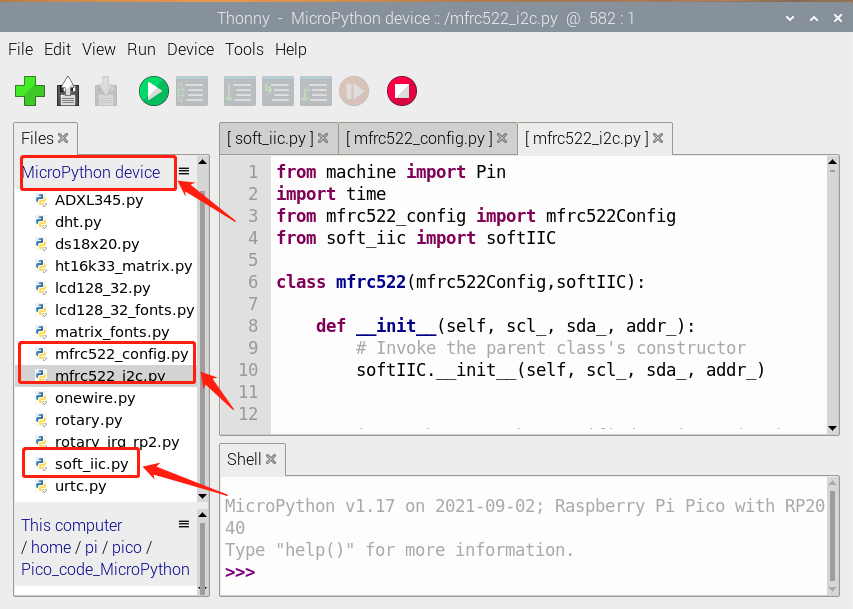 Thonny - MicroPython device :: /mfrc522_i2c.py @ 582 : 1
File Edit View Run Device Tools Help
Files
MicroPython device
ADXL345.py
dht.py
ds18x20.py
ht16k33_matrix.py
lcd128_32.py
lcd128_32_fonts.py
matrix_fonts.py
mfrc522_config.py
mfrc522_i2c.py
onewire.py
rotary.py
rotary_irq_rp2.py
soft_iic.py
urtc.py
This computer
/ home / pi / pico /
Pico_code_MicroPython
[ soft_iic.py ] [ mfrc522_config.py ] [ mfrc522_i2c.py ]
1 from machine import Pin
2 import time
3 from mfrc522_config import mfrc522Config
4 from soft_iic import softIIC
5
6 class mfrc522(mfrc522Config,softIIC):
7
8 def __init__(self, scl_, sda_, addr_):
9 # Invoke the parent class's constructor
10 softIIC.__init__(self, scl_, sda_, addr_)
11
12
Shell
MicroPython v1.17 on 2021-09-02; Raspberry Pi Pico with RP20
40
Type "help()" for more information.
>>>